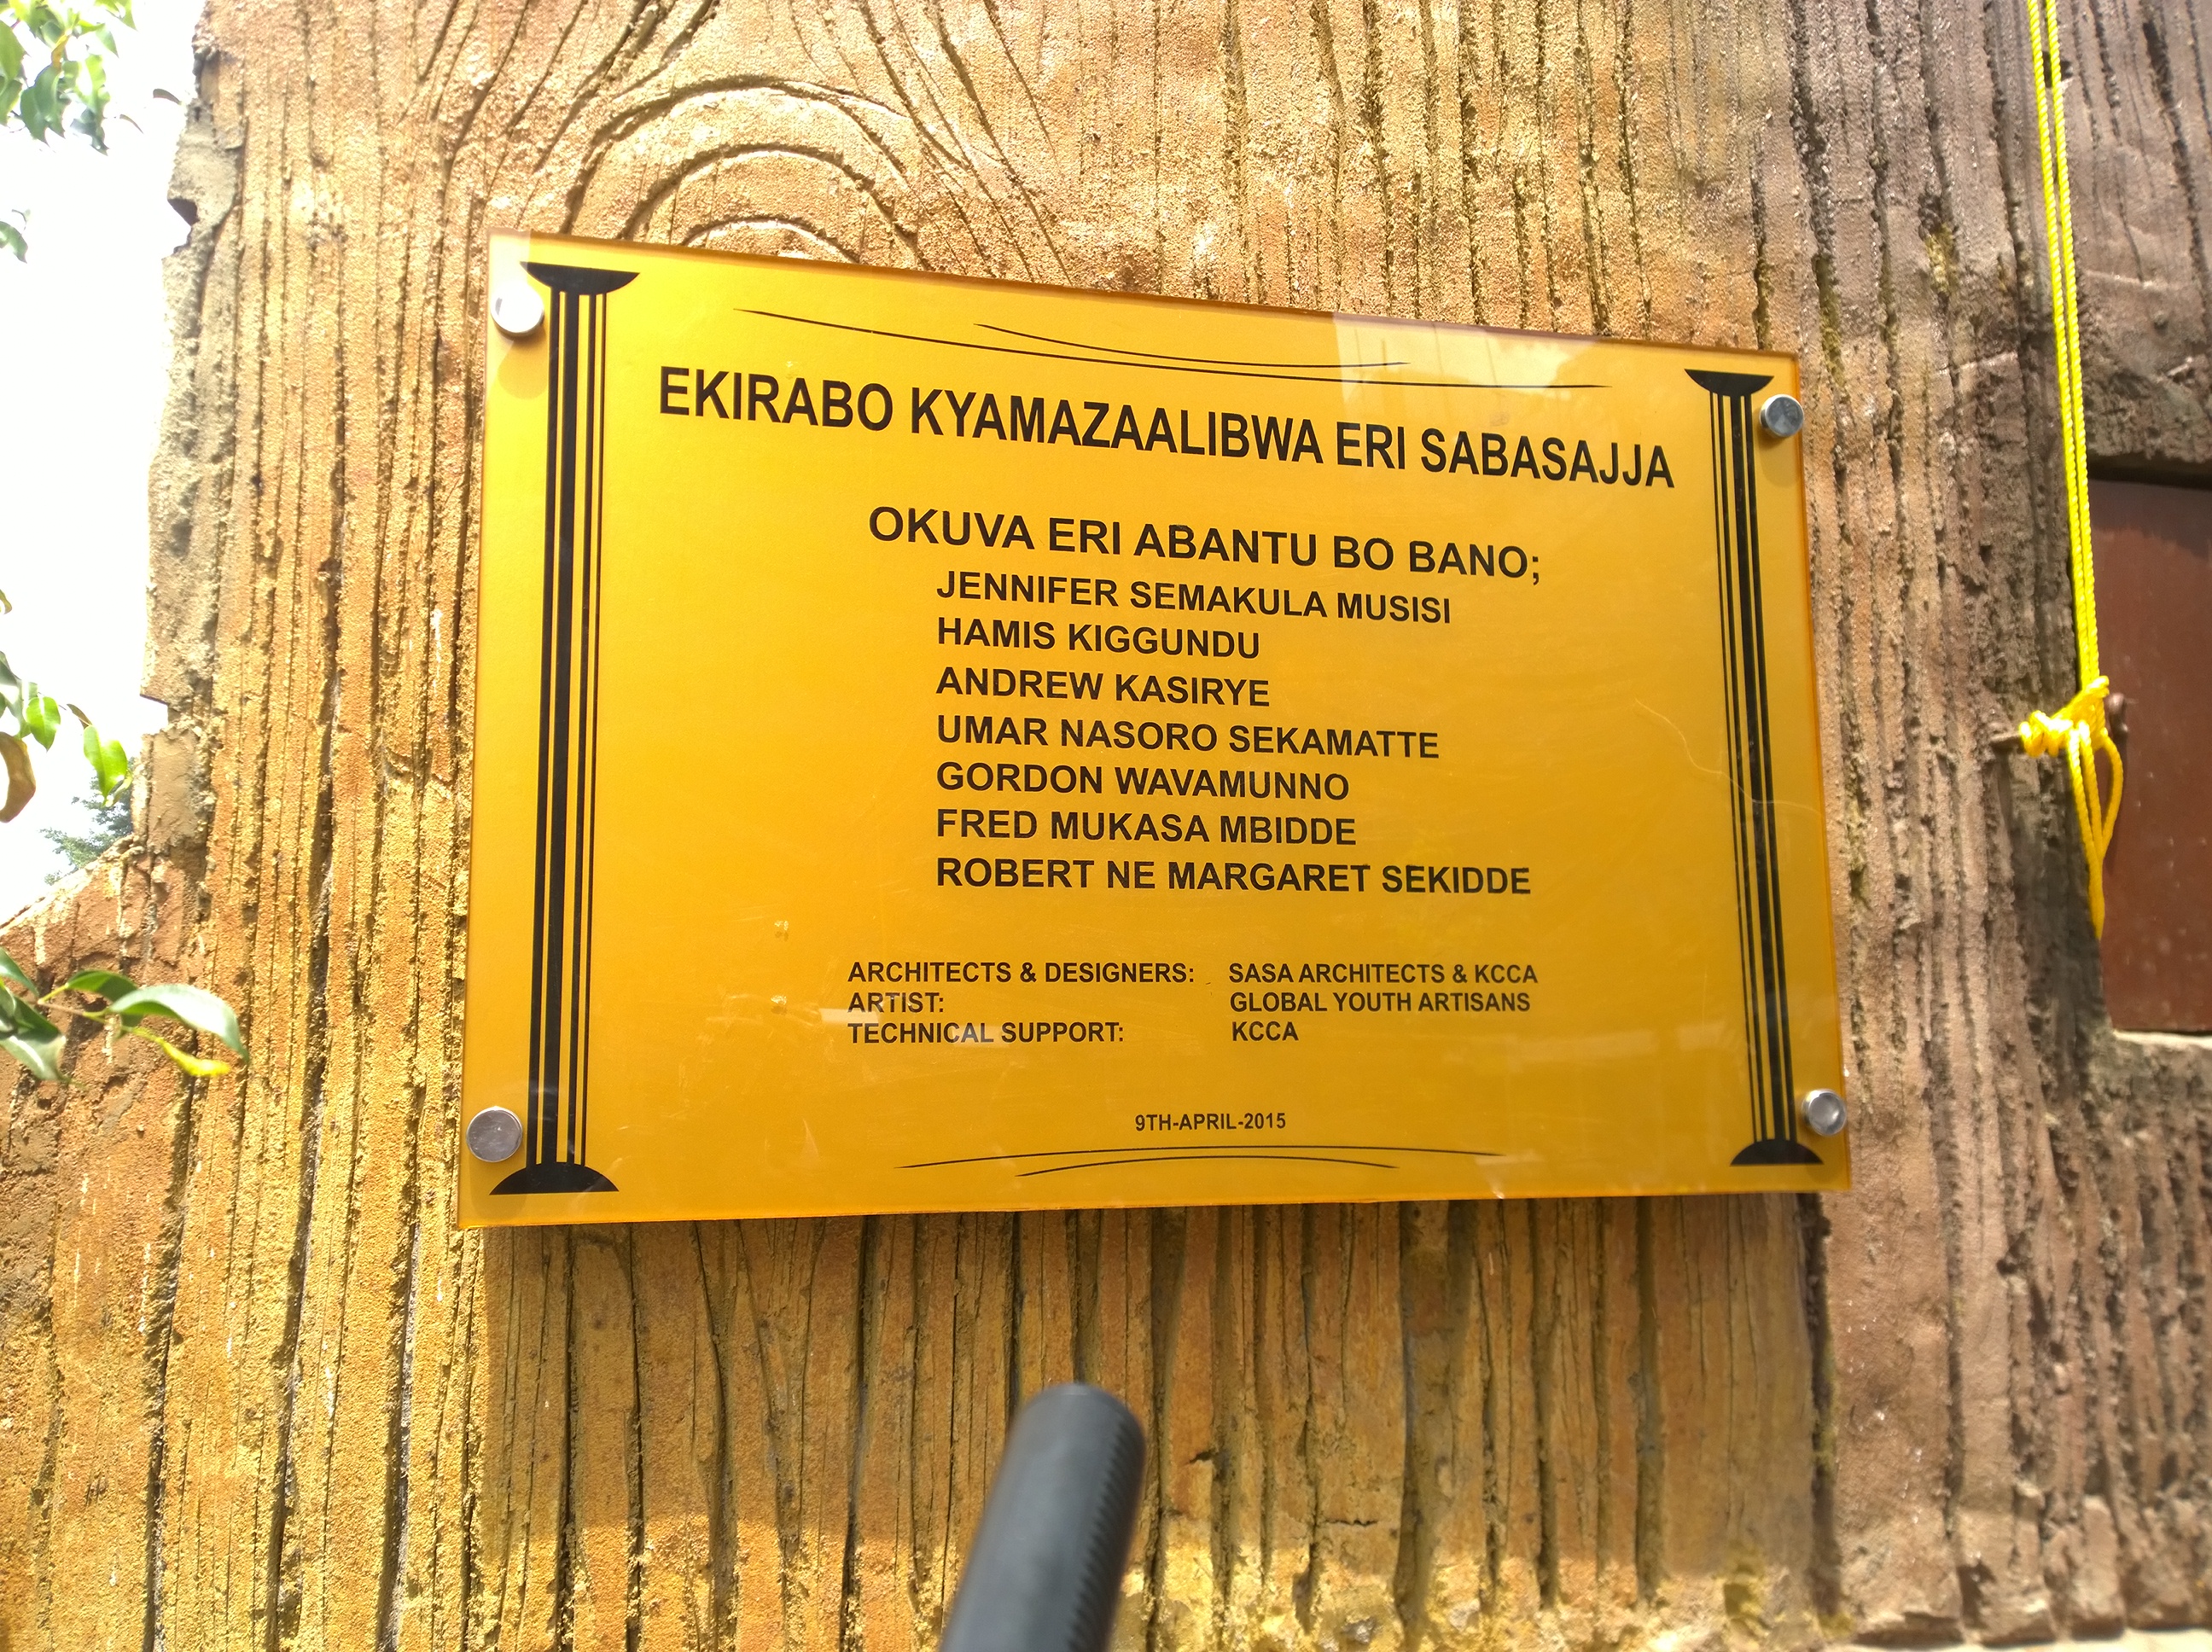 EKIRABO KYAMAZAALIBWA ERI SABASAJJA
OKUVA ERI ABANTU BO BANO;
JENNIFER SEMAKULA MUSISI
HAMIS KIGGUNDU
ANDREW KASIRYE
UMAR NASORO SEKAMATTE
GORDON WAVAMUNNO
FRED MUKASA MBIDDE
ROBERT NE MARGARET SEKIDDE
ARCHITECTS & DESIGNERS: SASA ARCHITECTS & KCCA
ARTIST: GLOBAL YOUTH ARTISANS
TECHNICAL SUPPORT: KCCA
9TH-APRIL-2015